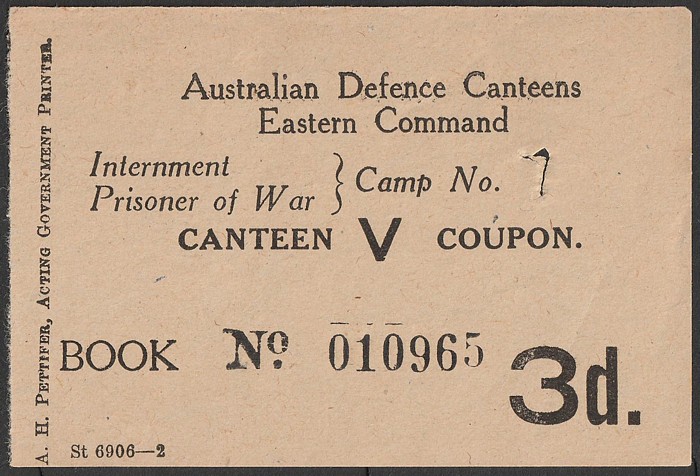 Australian Defence Canteens
Eastern Command
Internment
Prisoner of War } Camp No. 7
CANTEEN V COUPON.
BOOK No. 010965
3d.
St 6906—2
A. H. PETTIFER, ACTING GOVERNMENT PRINTER.